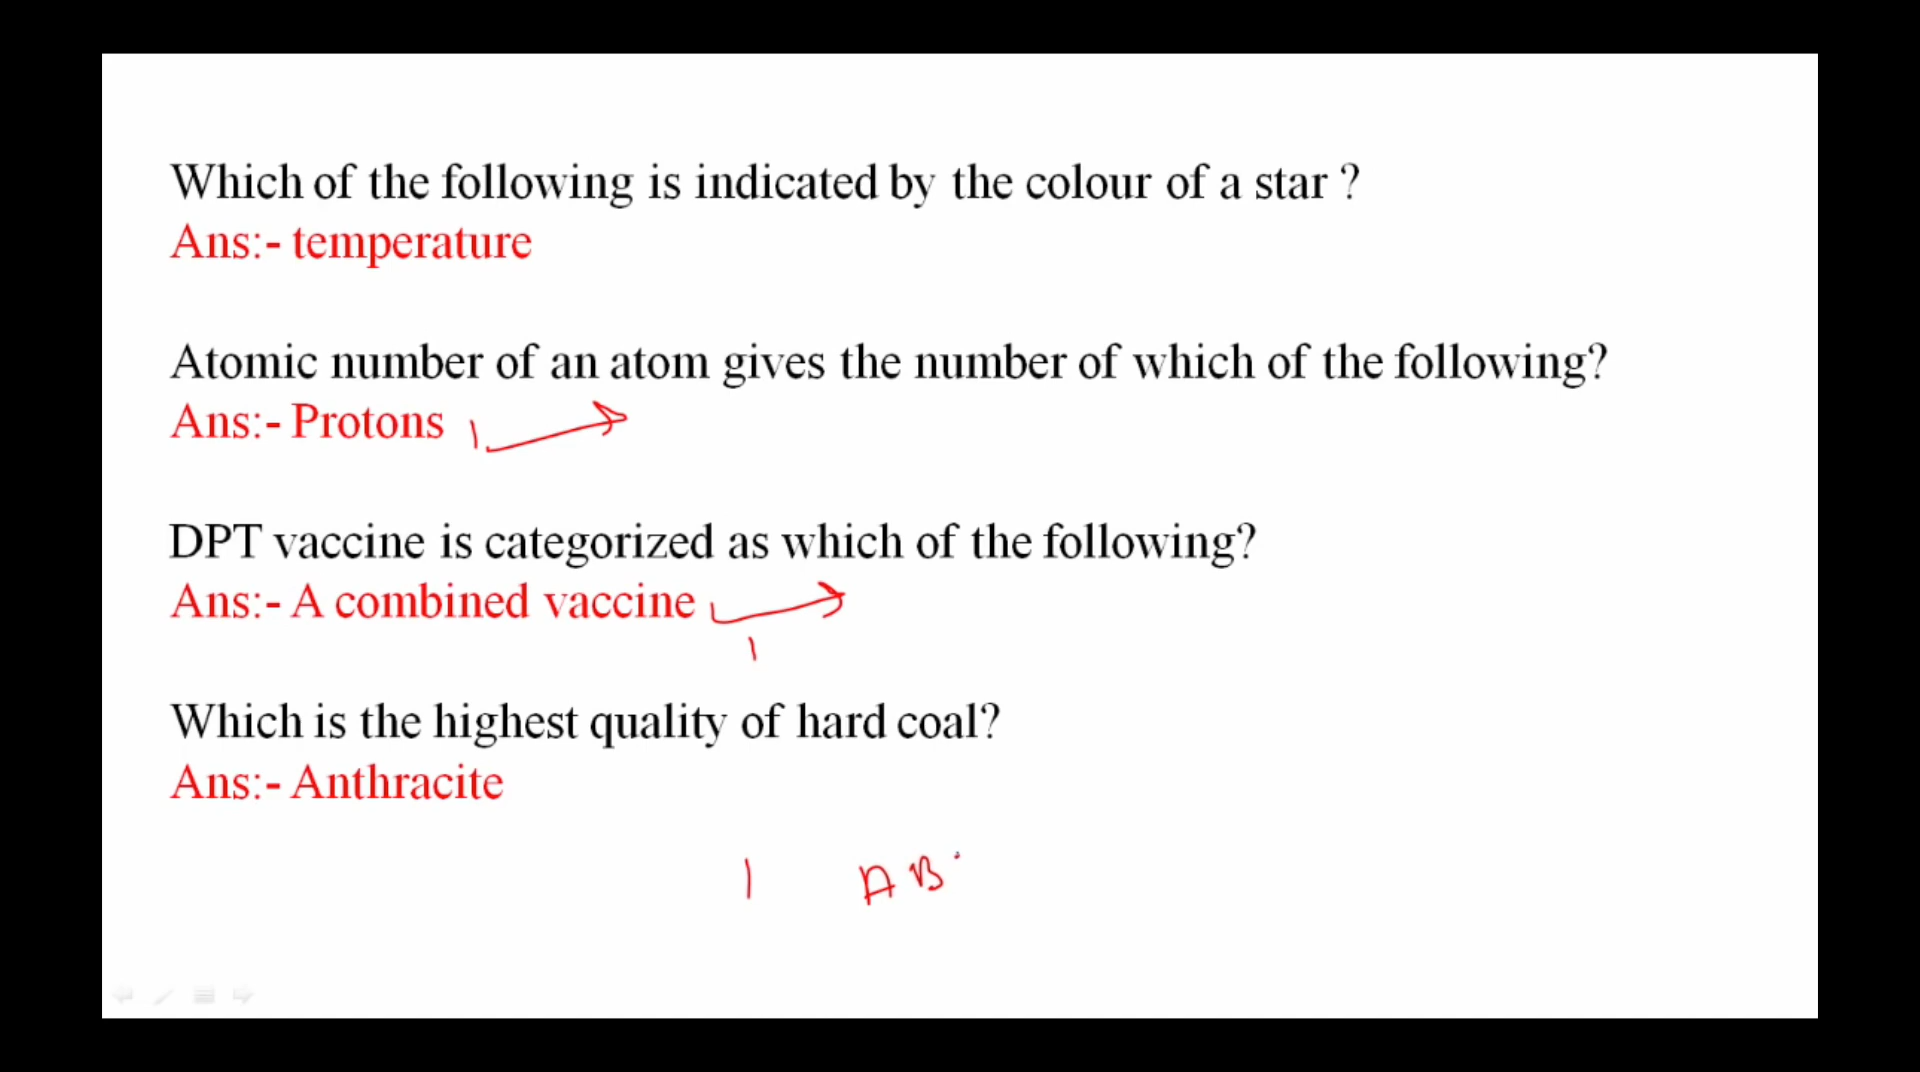 Which of the following is indicated by the colour of a star ?
Ans:- temperature
Atomic number of an atom gives the number of which of the following?
Ans:- Protons
DPT vaccine is categorized as which of the following?
Ans:- A combined vaccine
Which is the highest quality of hard coal?
Ans:- Anthracite
A B